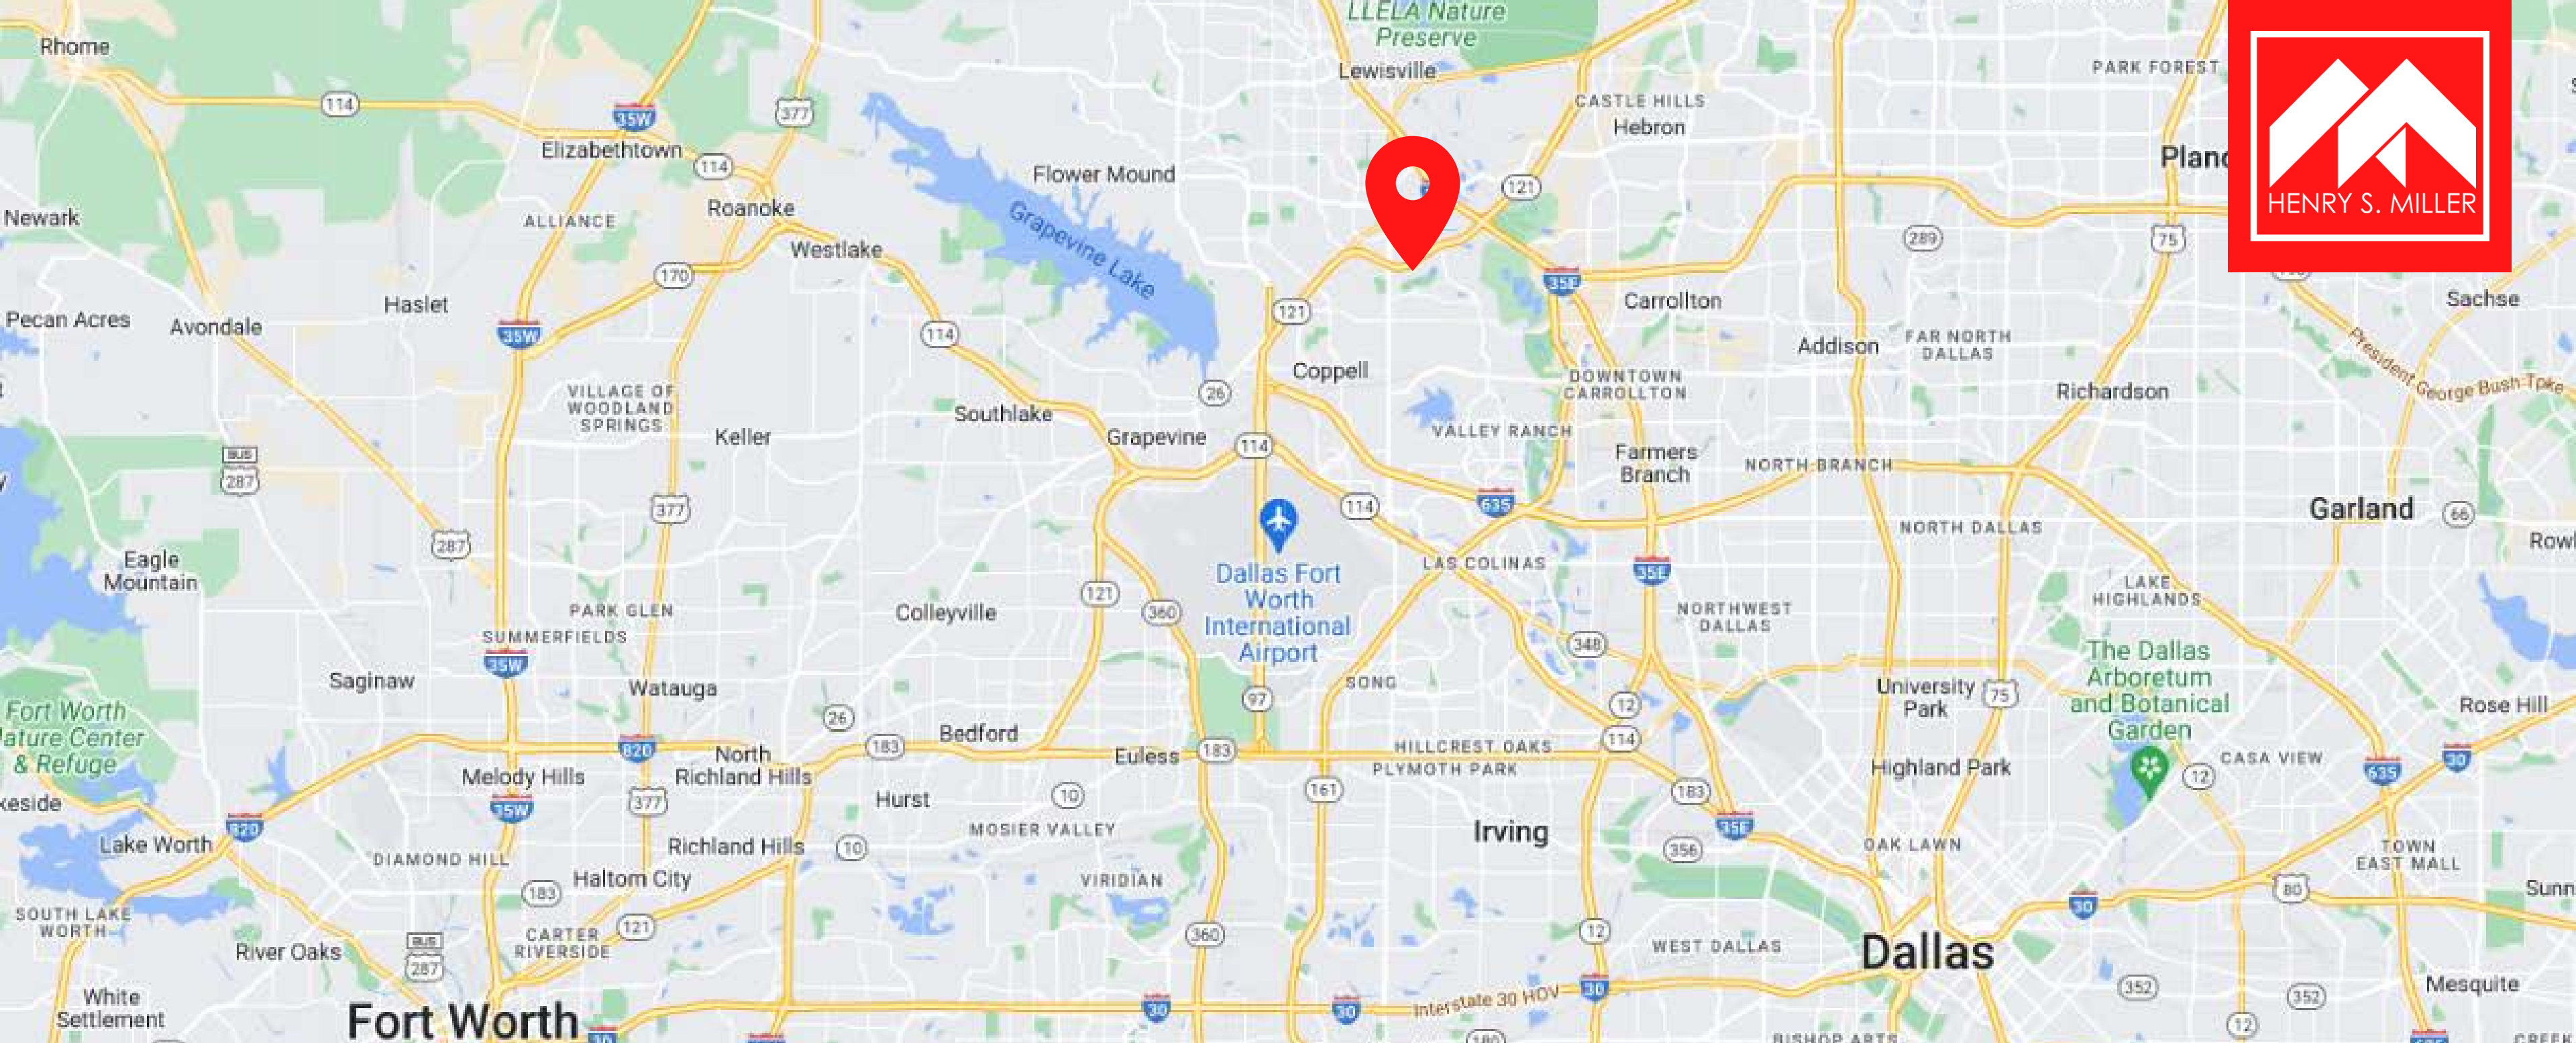 LLELA Nature
Preserve
Rhome
Lewisville
PARK FOREST
114
35W
377
CASTLE HILLS
Hebron
Elizabethtown
114
Flower Mound
121
Plano
HENRY S. MILLER
Newark
ALLIANCE
Roanoke
Westlake
Grapevine Lake
289
75
170
35E
Haslet
Carrollton
Sachse
Pecan Acres
Avondale
35W
114
121
Addison
FAR NORTH
DALLAS
President George Bush Tpke
Coppell
VILLAGE OF
WOODLAND
SPRINGS
26
DOWNTOWN
CARROLLTON
Richardson
Southlake
Keller
Grapevine
114
VALLEY RANCH
Farmers
Branch
NORTH BRANCH
BUS
287
377
114
635
Garland
66
NORTH DALLAS
287
Eagle
Mountain
Dallas Fort
Worth
International
Airport
LAS COLINAS
35E
Rowl
LAKE
HIGHLANDS
121
360
Colleyville
PARK GLEN
SUMMERFIELDS
NORTHWEST
DALLAS
348
35W
The Dallas
Arboretum
and Botanical
Garden
Saginaw
Watauga
SONG
University
Park
75
97
12
Rose Hill
Fort Worth
ature Center
& Refuge
26
Bedford
183
820
North
Richland Hills
Euless
183
HILLCREST OAKS
PLYMOTH PARK
114
CASA VIEW
30
635
12
Melody Hills
Highland Park
keside
35W
377
Hurst
10
161
183
820
Lake Worth
MOSIER VALLEY
Irving
35E
DIAMOND HILL
Richland Hills
10
356
OAK LAWN
TOWN
EAST MALL
183
Haltom City
VIRIDIAN
80
Sunn
SOUTH LAKE
WORTH
121
360
12
30
River Oaks
BUS
287
CARTER
RIVERSIDE
WEST DALLAS
Dallas
White
Settlement
Fort Worth
30
30
Interstate 30 HOV
30
352
352
Mesquite
12
30
180
BISHOP ARTS
CREEK